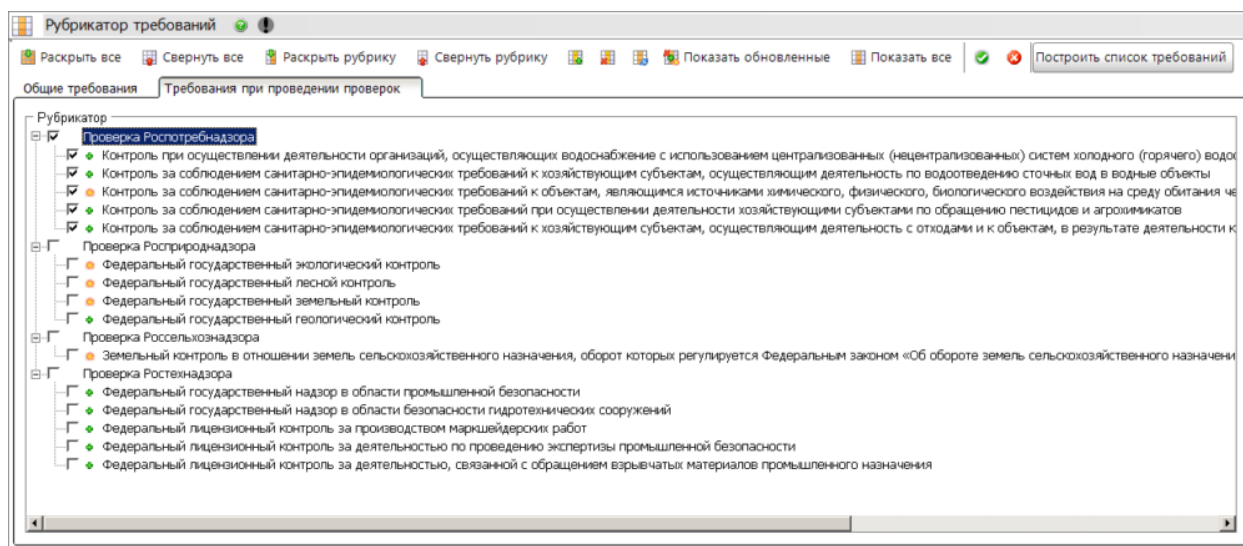 Рубрикатор требований
Раскрыть все Свернуть все Раскрыть рубрику Свернуть рубрику Показать обновленные Показать все Построить список требований
Общие требования Требования при проведении проверок
Рубрикатор
Проверка Роспотребнадзора
Контроль при осуществлении деятельности организаций, осуществляющих водоснабжение с использованием централизованных (нецентрализованных) систем холодного (горячего)
Контроль за соблюдением санитарно-эпидемиологических требований к хозяйствующим субъектам, осуществляющим деятельность по водоотведению сточных вод в водные объекты
Контроль за соблюдением санитарно-эпидемиологических требований к объектам, являющимся источниками химического, физического, биологического воздействия на среду обитания
Контроль за соблюдением санитарно-эпидемиологических требований при осуществлении деятельности хозяйствующими субъектами по обращению пестицидов и агрохимикатов
Контроль за соблюдением санитарно-эпидемиологических требований к хозяйствующим субъектам, осуществляющим деятельность с отходами и к объектам, в результате деятельности
Проверка Росприроднадзора
Федеральный государственный экологический контроль
Федеральный государственный лесной контроль
Федеральный государственный земельный контроль
Федеральный государственный геологический контроль
Проверка Россельхознадзора
Земельный контроль в отношении земель сельскохозяйственного назначения, оборот которых регулируется Федеральным законом «Об обороте земель сельскохозяйственного
Проверка Ростехнадзора
Федеральный государственный надзор в области промышленной безопасности
Федеральный государственный надзор в области безопасности гидротехнических сооружений
Федеральный лицензионный контроль за производством маркшейдерских работ
Федеральный лицензионный контроль за деятельностью по проведению экспертизы промышленной безопасности
Федеральный лицензионный контроль за деятельностью, связанной с обращением взрывчатых материалов промышленного назначения